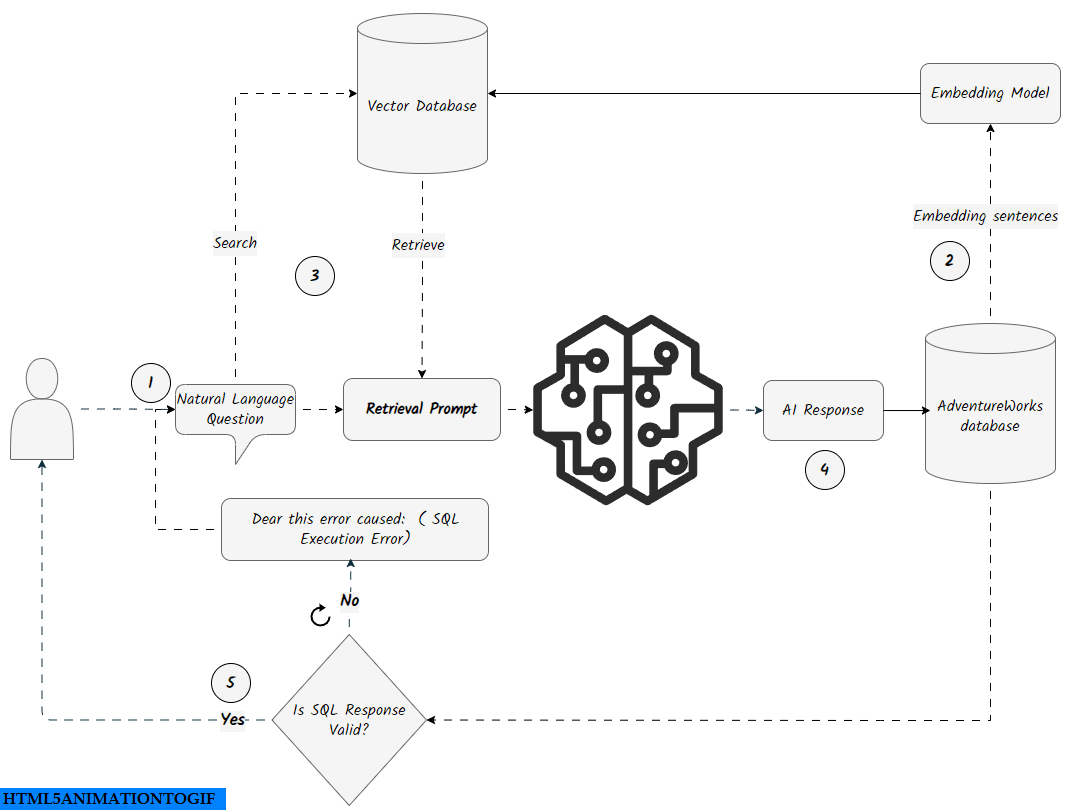 Vector Database
Embedding Model
Embedding sentences
Search
Retrieve
3
2
1
Natural Language
Question
Retrieval Prompt
AI Response
AdventureWorks
database
4
Dear this error caused: ( SQL
Execution Error)
No
5
Is SQL Response
Valid?
Yes
HTML5ANIMATIONTOGIF